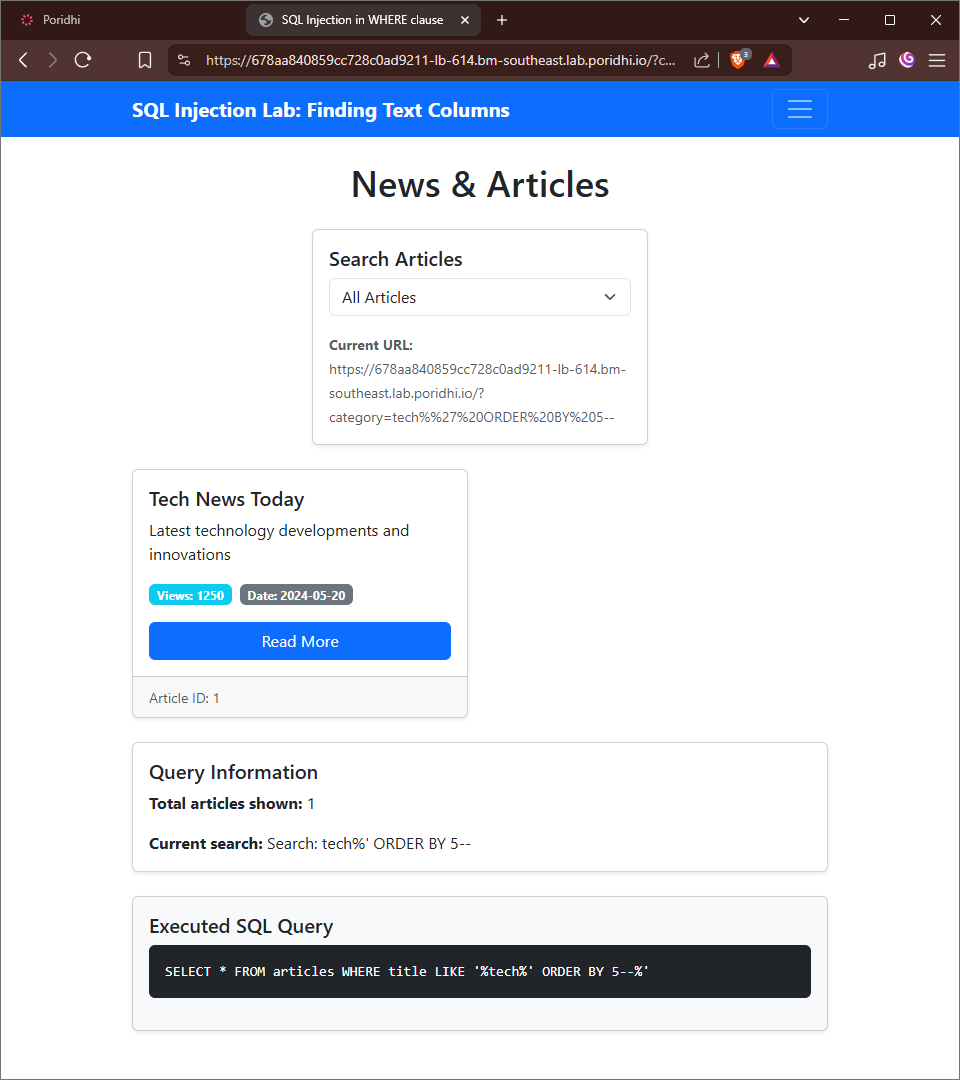 Poridhi
SQL Injection in WHERE clause
https://678aa840859cc728c0ad9211-lb-614.bm-southeast.lab.poridhi.io/?c...
3
SQL Injection Lab: Finding Text Columns
News & Articles
Search Articles
All Articles
Current URL:
https://678aa840859cc728c0ad9211-lb-614.bm-
southeast.lab.poridhi.io/?
category=tech%%27%20ORDER%20BY%205--
Tech News Today
Latest technology developments and
innovations
Views: 1250 Date: 2024-05-20
Read More
Article ID: 1
Query Information
Total articles shown: 1
Current search: Search: tech%' ORDER BY 5--
Executed SQL Query
SELECT * FROM articles WHERE title LIKE '%tech%' ORDER BY 5--%'